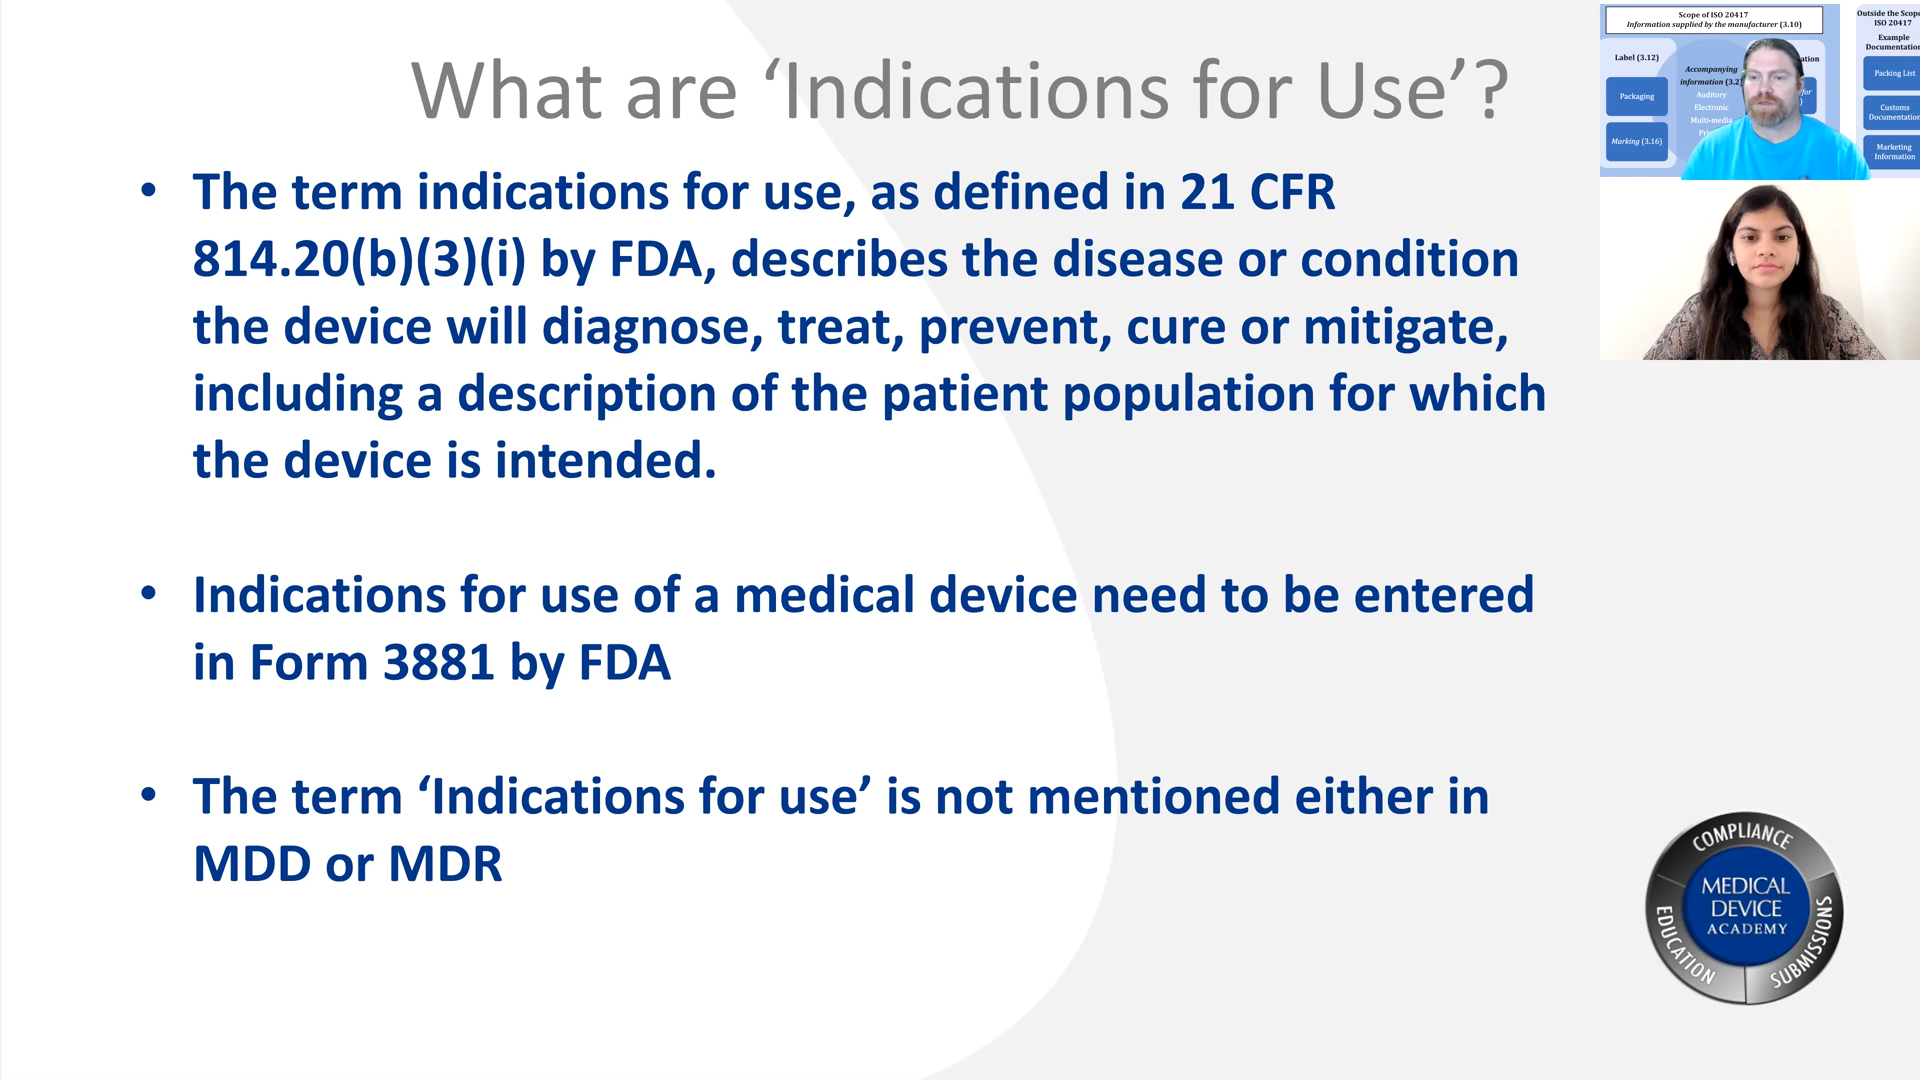 What are ‘Indications for Use’?
• The term indications for use, as defined in 21 CFR
814.20(b)(3)(i) by FDA, describes the disease or condition
the device will diagnose, treat, prevent, cure or mitigate,
including a description of the patient population for which
the device is intended.
• Indications for use of a medical device need to be entered
in Form 3881 by FDA
• The term ‘Indications for use’ is not mentioned either in
MDD or MDR
Scope of ISO 20417
Information supplied by the manufacturer (3.10)
Label (3.12)
Packaging
Marking (3.16)
Accompanying
information (3.2)
Auditory
Electronic
Multi-media
Outside the Scope
ISO 20417
Example
Documentation
Packing List
Customs
Documentation
Marketing
Information
COMPLIANCE
EDUCATION
SUBMISSIONS
MEDICAL
DEVICE
ACADEMY